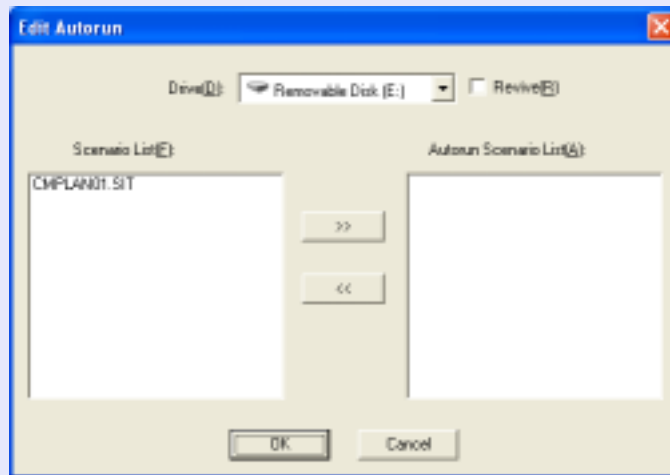 Edit Autorun
Drive(D): Removable Disk (E:) Revive(R)
Scenario List(F): Autorun Scenario List(A):
CMPLAN01.SIT
>>
<<
OK Cancel